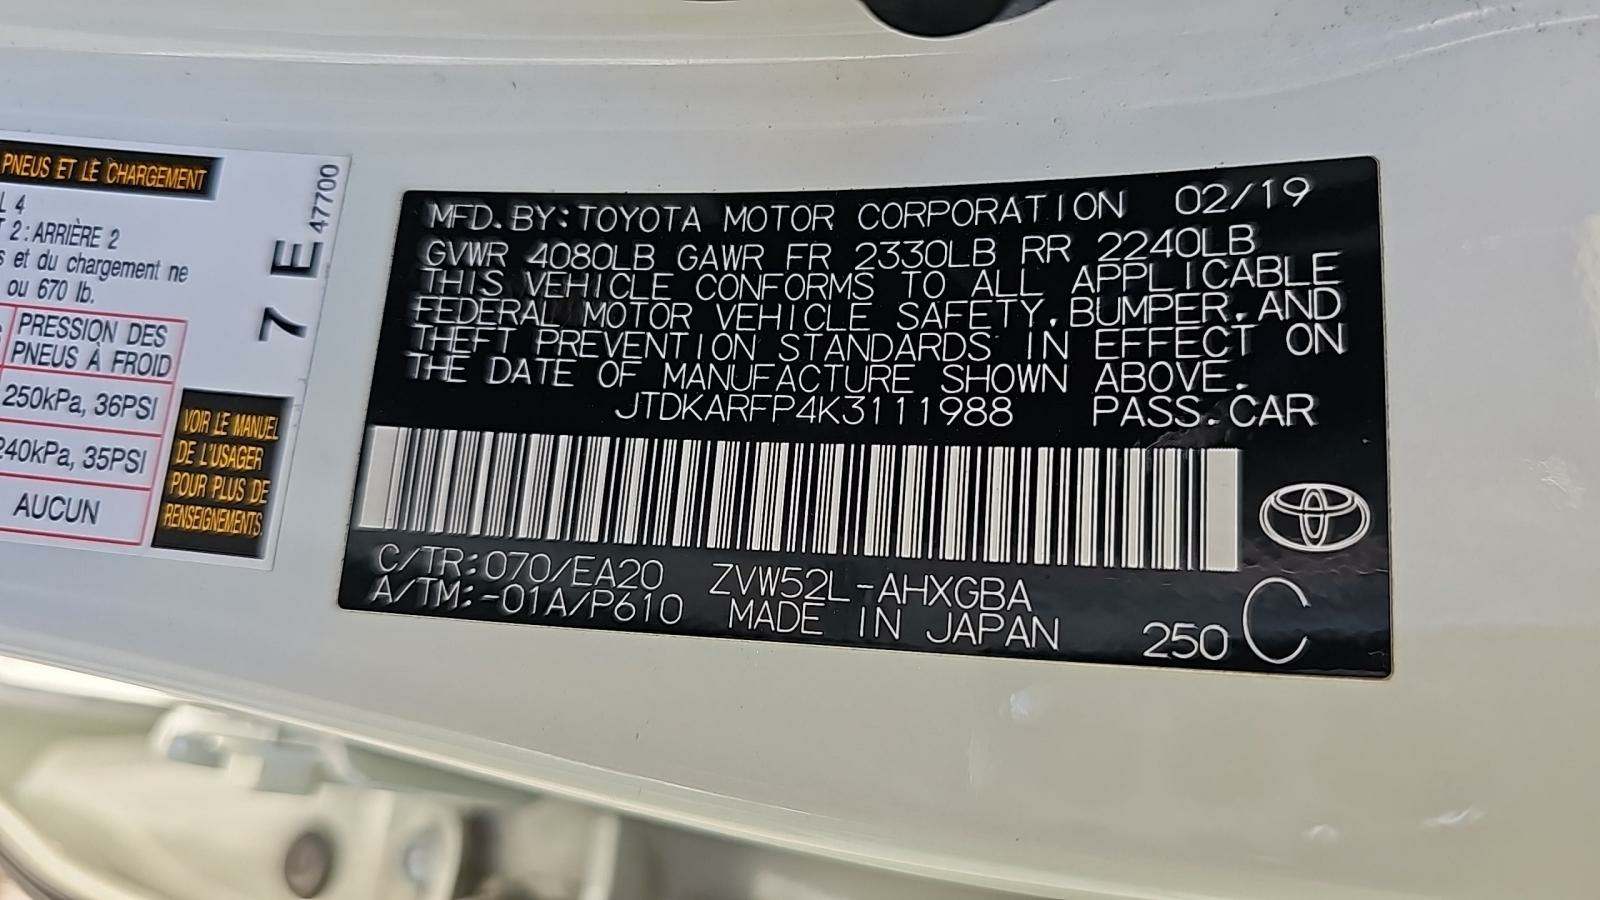 PNEUS ET LE CHARGEMENT
L 4
T 2 : ARRIÈRE 2
s et du chargement ne
ou 670 lb.
PRESSION DES
PNEUS À FROID
250kPa, 36PSI
240kPa, 35PSI
AUCUN
VOIR LE MANUEL
DE L'USAGER
POUR PLUS DE
RENSEIGNEMENTS
7 E
47700
MFD. BY: TOYOTA MOTOR CORPORATION 02/19
GVWR 4080LB GAWR FR 2330LB RR 2240LB
THIS VEHICLE CONFORMS TO ALL APPLICABLE
FEDERAL MOTOR VEHICLE SAFETY, BUMPER, AND
THEFT PREVENTION STANDARDS IN EFFECT ON
THE DATE OF MANUFACTURE SHOWN ABOVE.
JTDKARFP4K3111988 PASS. CAR
C/TR: 070/EA20 ZVW52L-AHXGBA
A/TM: -01A/P610 MADE IN JAPAN 250 C